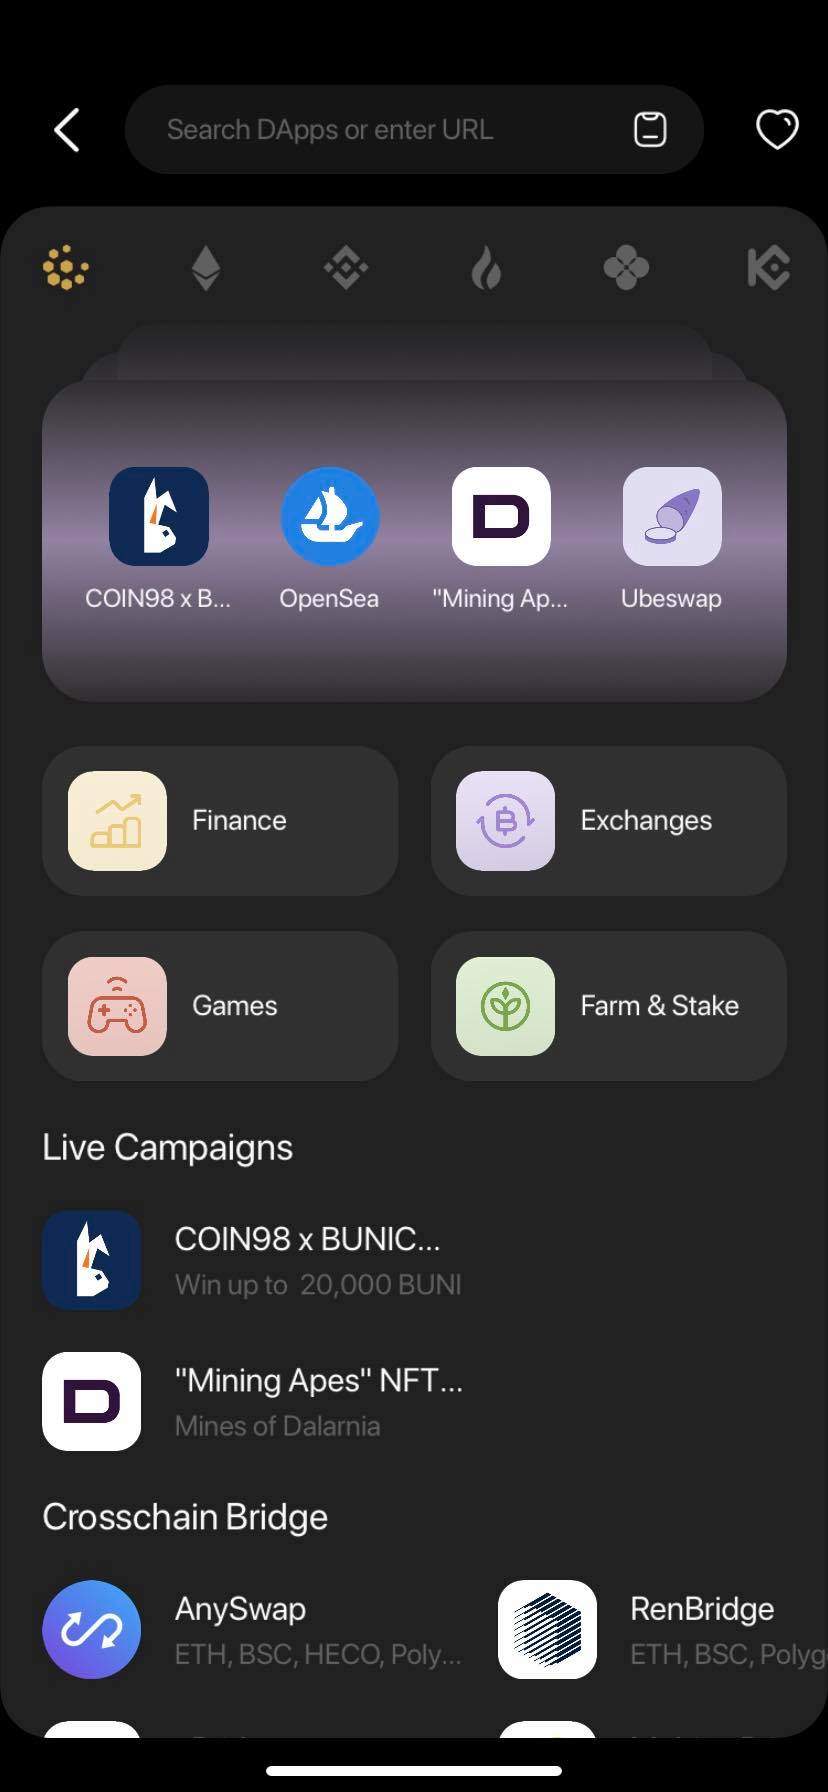 Search DApps or enter URL
COIN98 x B...
OpenSea
"Mining Ap...
Ubeswap
Finance
Exchanges
Games
Farm & Stake
Live Campaigns
COIN98 x BUNIC...
Win up to  20,000 BUNI
"Mining Apes" NFT...
Mines of Dalarnia
Crosschain Bridge
AnySwap
ETH, BSC, HECO, Poly...
RenBridge
ETH, BSC, Polyg